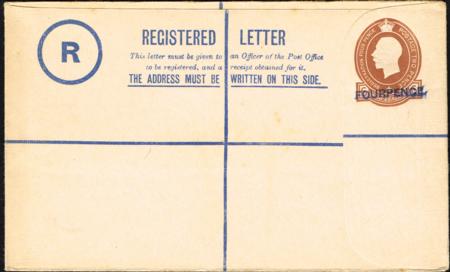 R
REGISTERED LETTER
This letter must be given to an Officer of the Post Office
to be registered, and a receipt obtained for it.
THE ADDRESS MUST BE WRITTEN ON THIS SIDE.
FOURPENCE